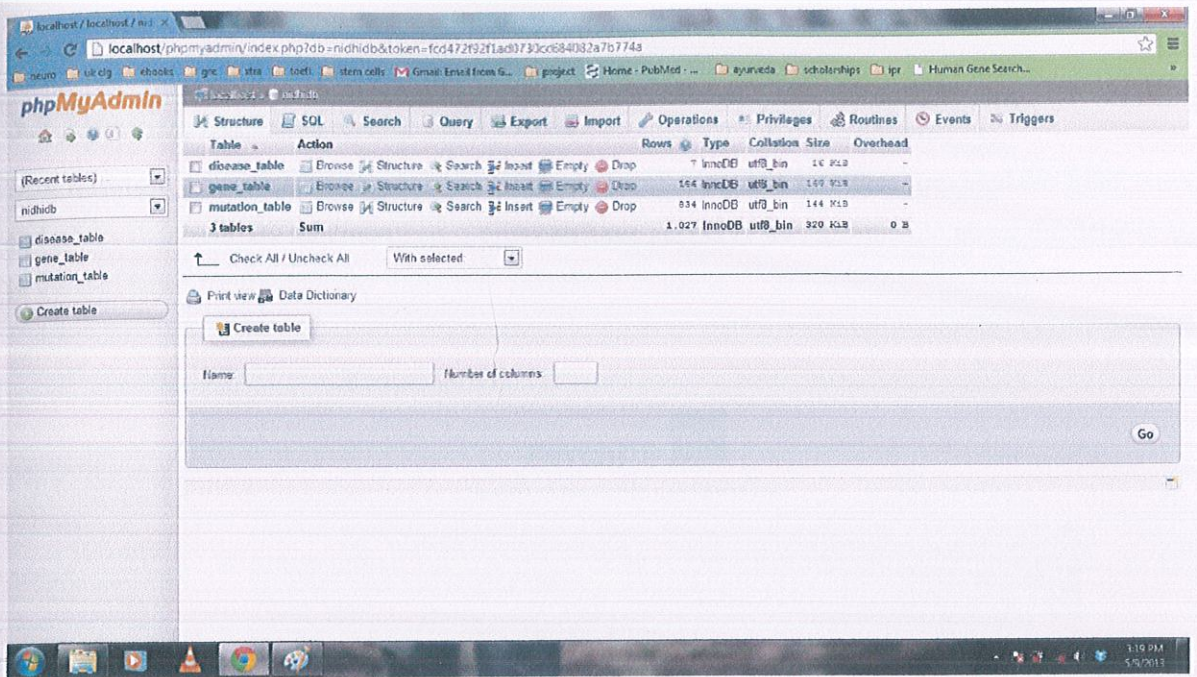 localhost / localhost / nid
localhost/phpmyadmin/index.php?db=nidhidb&token=fcd472f92f1ad0730cd684082a7b774a
neuro uk clg ebooks gre xtra toefl stem cells Gmail: Email from G... project Home - PubMed - ... ayurveda scholarships ipr Human Gene Search... »
phpMyAdmin
localhost » nidhidb
Structure SQL Search Query Export Import Operations Privileges Routines Events Triggers
Table Action Rows Type Collation Size Overhead
disease_table Browse Structure Search Insert Empty Drop 7 InnoDB utf8_bin 16 KiB -
gene_table Browse Structure Search Insert Empty Drop InnoDB utf8_bin 160 KiB -
mutation_table Browse Structure Search Insert Empty Drop 834 InnoDB utf8_bin 144 KiB -
3 tables Sum 1,027 InnoDB utf8_bin 320 KiB 0 B
(Recent tables) ...
nidhidb
disease_table
gene_table
mutation_table
Create table
Check All / Uncheck All With selected:
Print view Data Dictionary
Create table
Name: Number of columns:
Go
3:19 PM
5/9/2013